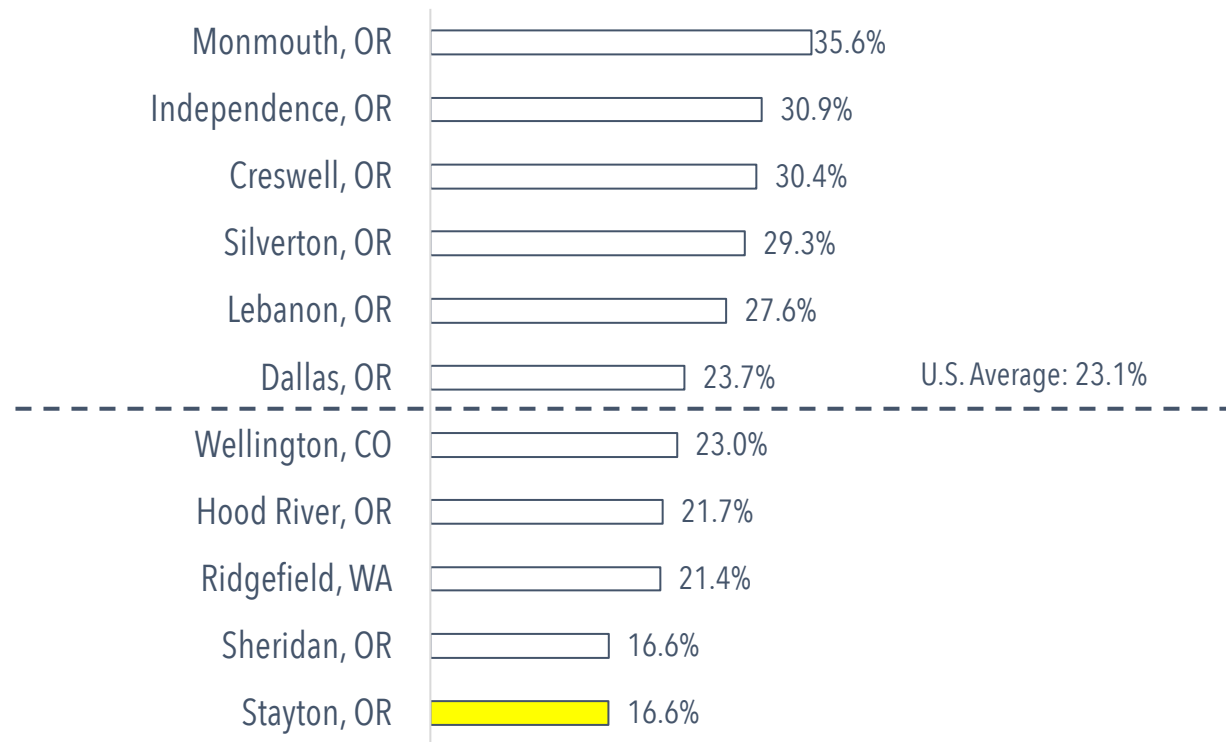 Monmouth, OR 35.6%
Independence, OR 30.9%
Creswell, OR 30.4%
Silverton, OR 29.3%
Lebanon, OR 27.6%
Dallas, OR 23.7% U.S. Average: 23.1%
Wellington, CO 23.0%
Hood River, OR 21.7%
Ridgefield, WA 21.4%
Sheridan, OR 16.6%
Stayton, OR 16.6%